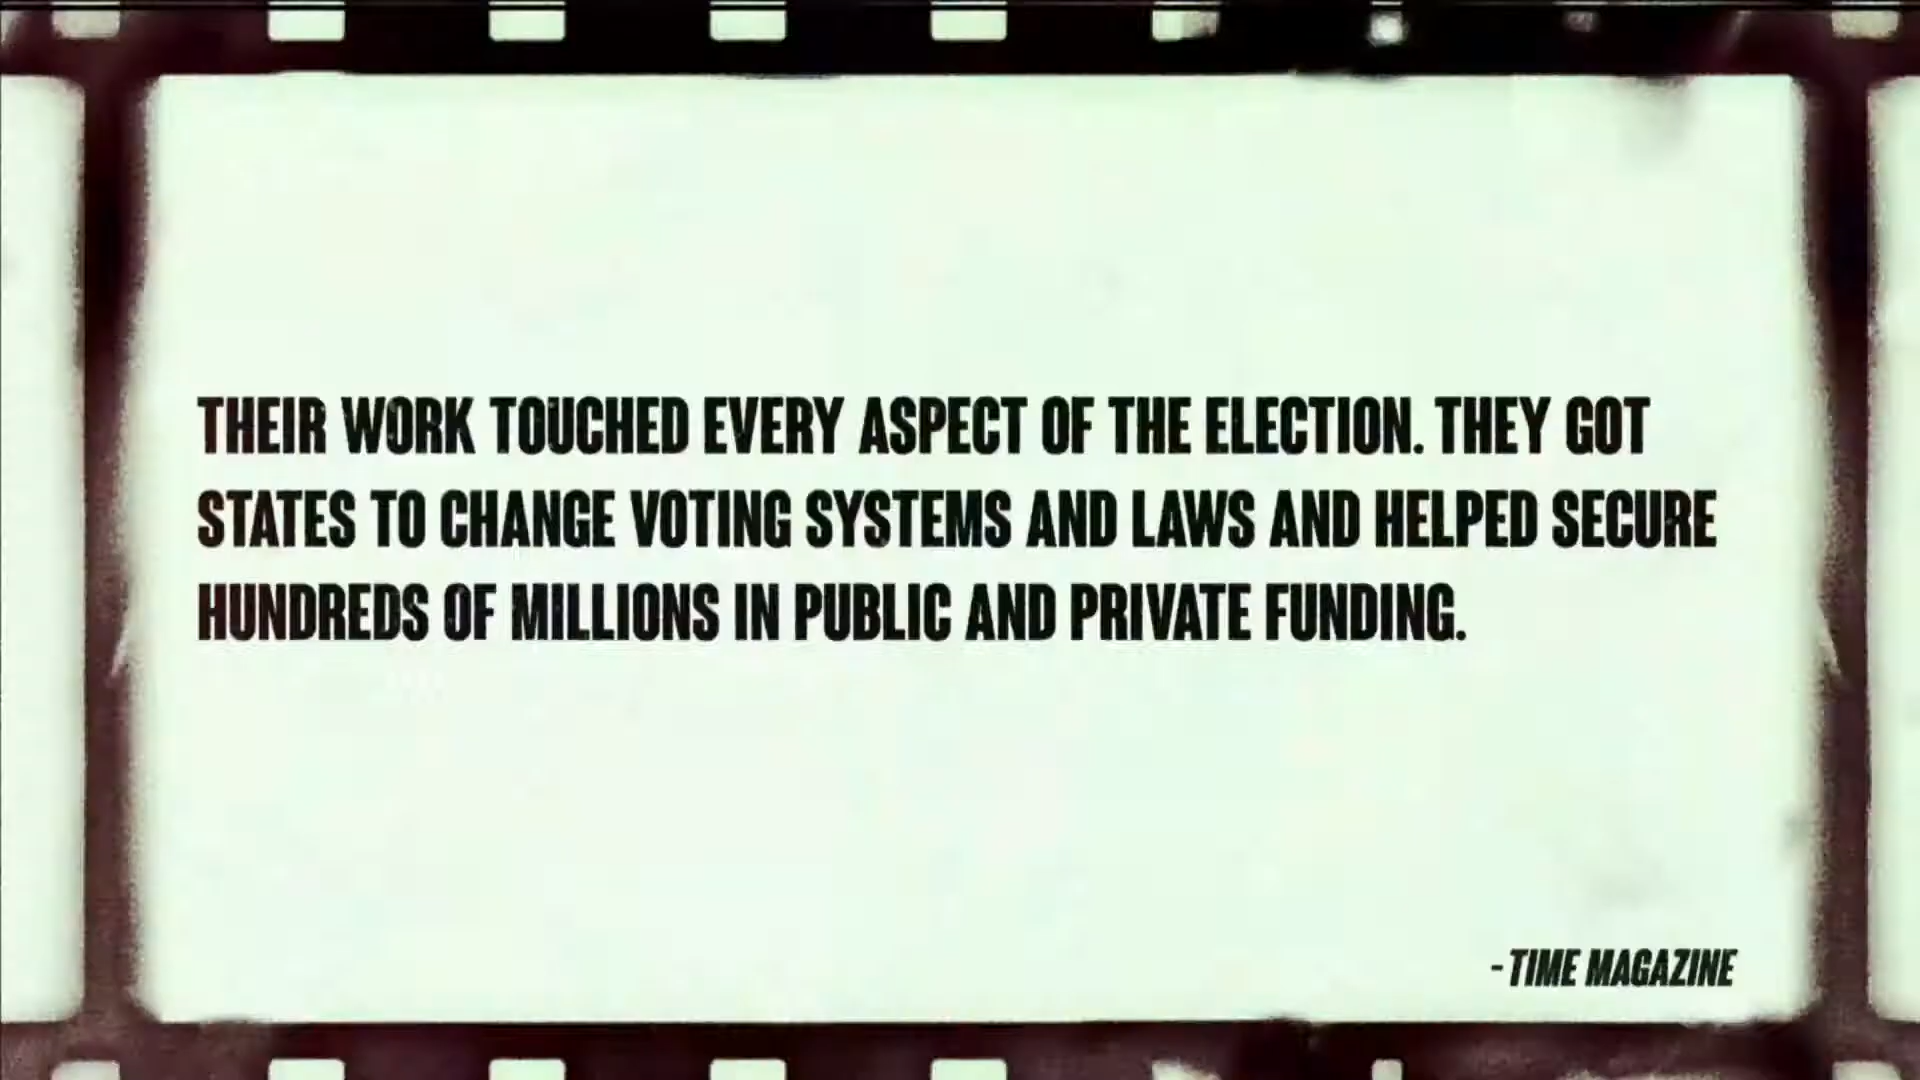 THEIR WORK TOUCHED EVERY ASPECT OF THE ELECTION. THEY GOT
STATES TO CHANGE VOTING SYSTEMS AND LAWS AND HELPED SECURE
HUNDREDS OF MILLIONS IN PUBLIC AND PRIVATE FUNDING.
- TIME MAGAZINE